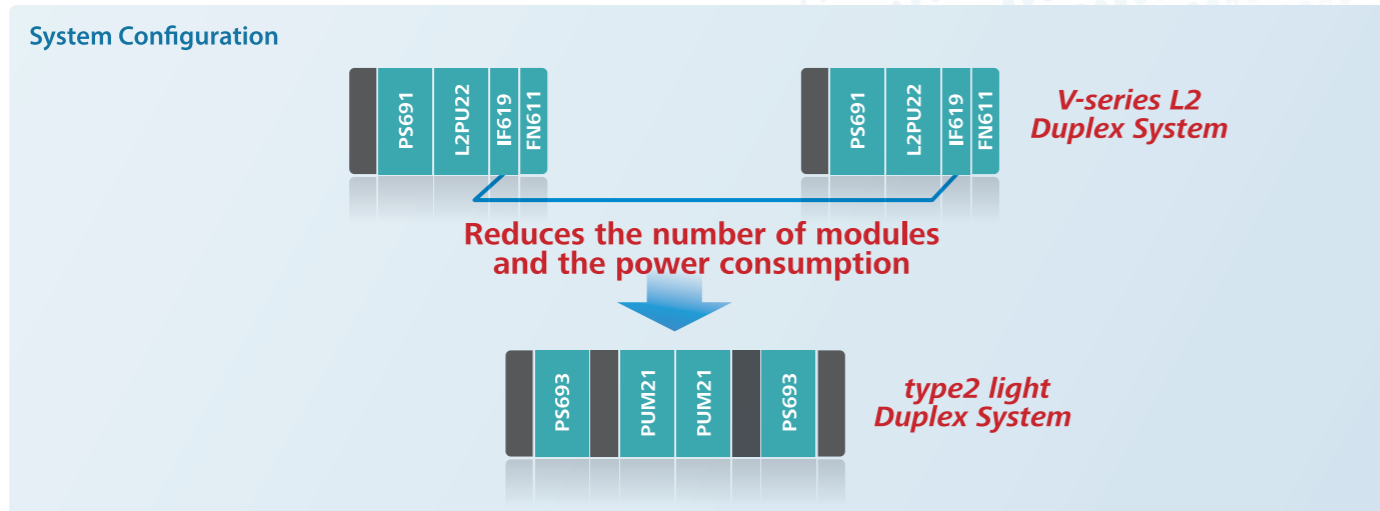 System Configuration
PS691
L2PU22
IF619
FN611
PS691
L2PU22
IF619
FN611
V-series L2
Duplex System
Reduces the number of modules
and the power consumption
PS693
PUM21
PUM21
PS693
type2 light
Duplex System